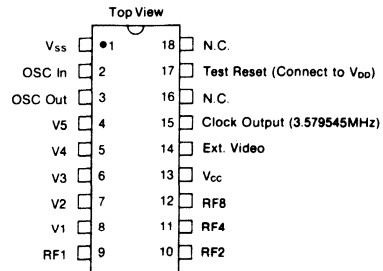 Top View
Vss ●1 18 N.C.
OSC In 2 17 Test Reset (Connect to VDD)
OSC Out 3 16 N.C.
V5 4 15 Clock Output (3.579545MHz)
V4 5 14 Ext. Video
V3 6 13 Vcc
V2 7 12 RF8
V1 8 11 RF4
RF1 9 10 RF2